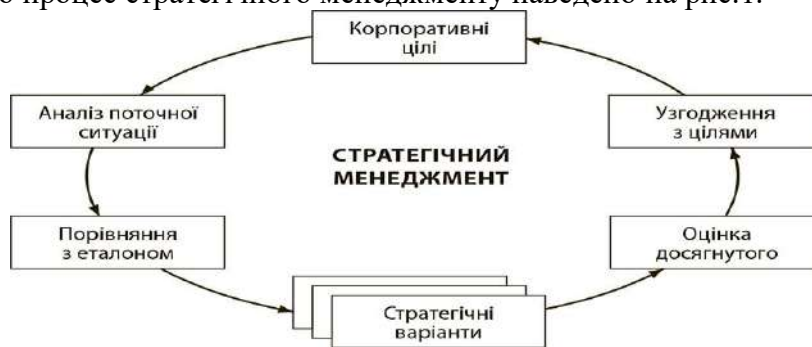 процес стратегічного менеджменту наведено на рис.1.
Корпоративні
цілі
Аналіз поточної
ситуації
Узгодження
з цілями
СТРАТЕГІЧНИЙ
МЕНЕДЖМЕНТ
Порівняння
з еталоном
Оцінка
досягнутого
Стратегічні
варіанти